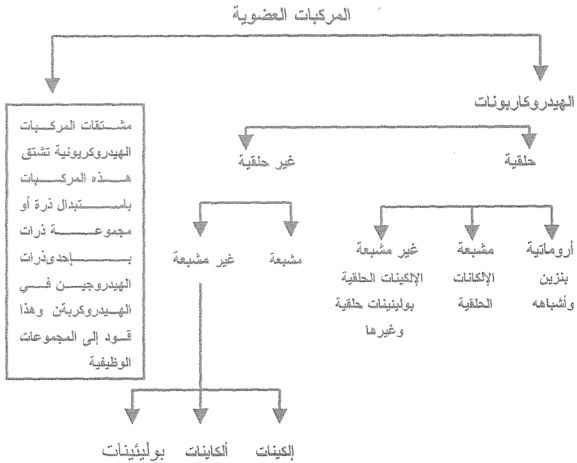 المركبات العضوية
الهيدروكاربونات
مشتقات المركبات
الهيدروكربونية تشتق
هذه المركبات
باستبدال ذرة أو
مجموعة ذرات
بإحدى ذرات
الهيدروجين في
الهيدروكربةن وهذا
قود إلى المجموعات
الوظيفية
حلقية
غير حلقية
أروماتية
بنزين
وأشباهه
مشبعة
الإلكانات
الحلقية
غير مشبعة
الإلكينات الحلقية
بولينينات حلقية
وغيرها
مشبعة
غير مشبعة
إلكينات
ألكاينات
بوليئينات